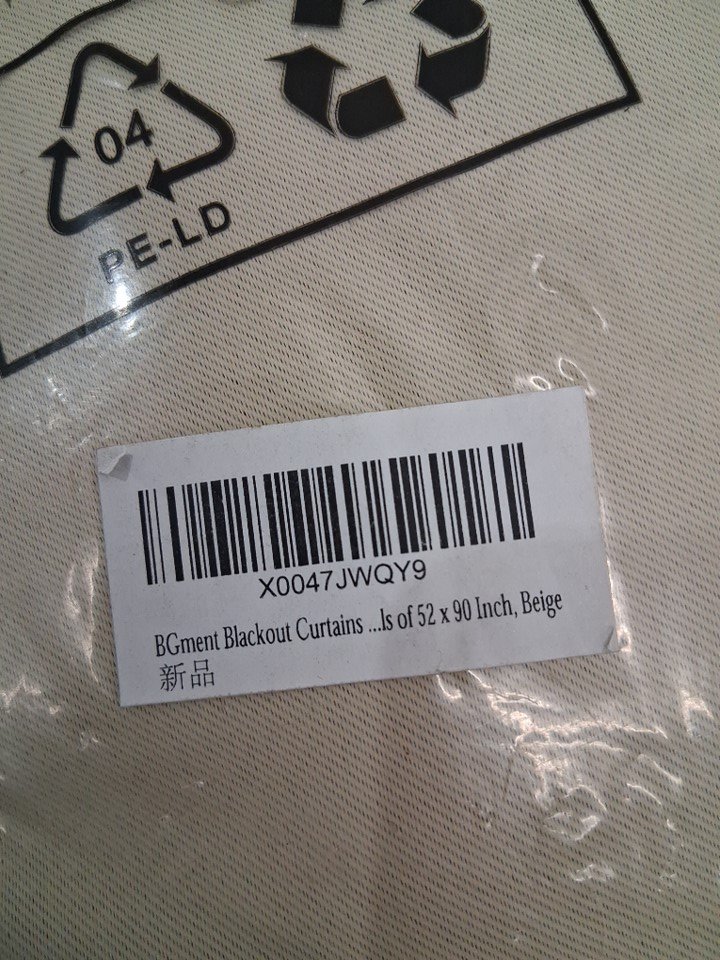 04
PE-LD
X0047JWQY9
BGment Blackout Curtains ...ls of 52 x 90 Inch, Beige
新品